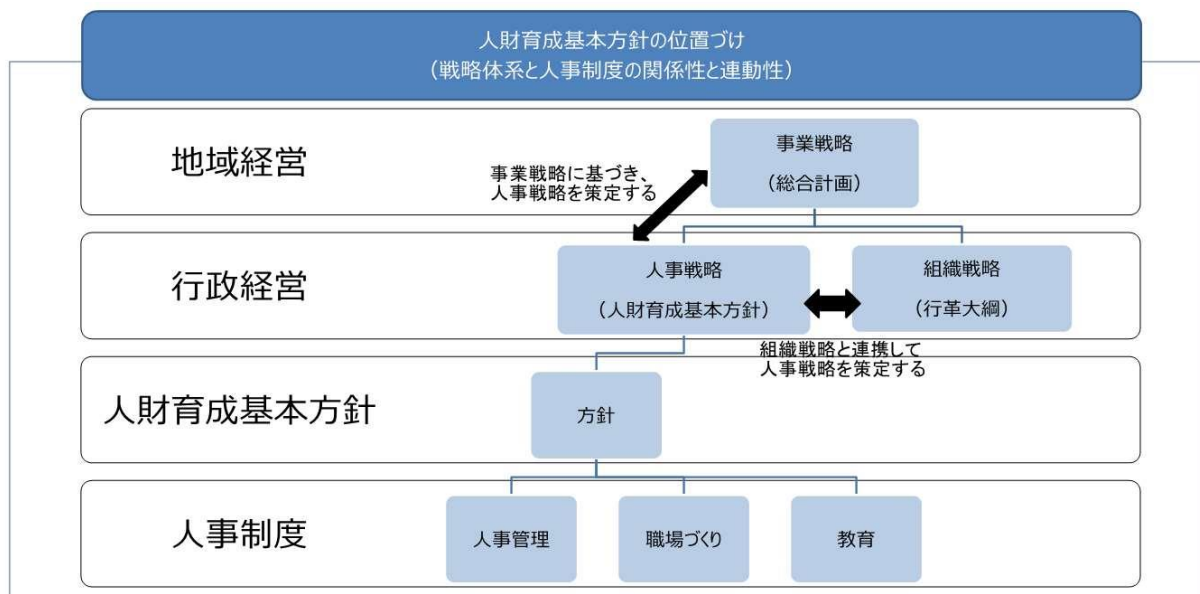 人財育成基本方針の位置づけ
（戦略体系と人事制度の関係性と連動性）
地域経営
事業戦略
（総合計画）
事業戦略に基づき、
人事戦略を策定する
行政経営
人事戦略
（人財育成基本方針）
組織戦略
（行革大綱）
組織戦略と連携して
人事戦略を策定する
人財育成基本方針
方針
人事制度
人事管理
職場づくり
教育